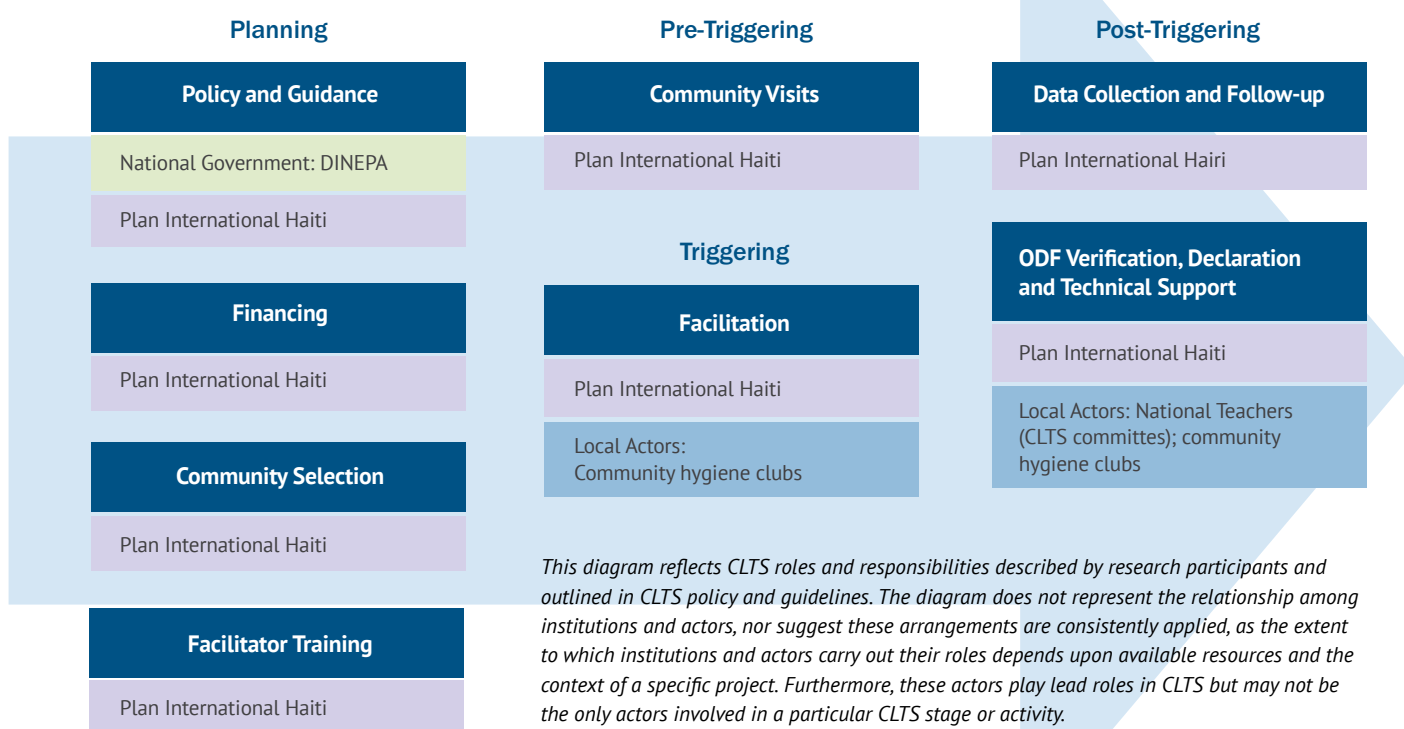 Planning
Policy and Guidance
National Government: DINEPA
Plan International Haiti
Financing
Plan International Haiti
Community Selection
Plan International Haiti
Facilitator Training
Plan International Haiti
Pre-Triggering
Community Visits
Plan International Haiti
Triggering
Facilitation
Plan International Haiti
Local Actors:
Community hygiene clubs
Post-Triggering
Data Collection and Follow-up
Plan International Hairi
ODF Verification, Declaration
and Technical Support
Plan International Haiti
Local Actors: National Teachers
(CLTS committes); community
hygiene clubs
This diagram reflects CLTS roles and responsibilities described by research participants and
outlined in CLTS policy and guidelines. The diagram does not represent the relationship among
institutions and actors, nor suggest these arrangements are consistently applied, as the extent
to which institutions and actors carry out their roles depends upon available resources and the
context of a specific project. Furthermore, these actors play lead roles in CLTS but may not be
the only actors involved in a particular CLTS stage or activity.